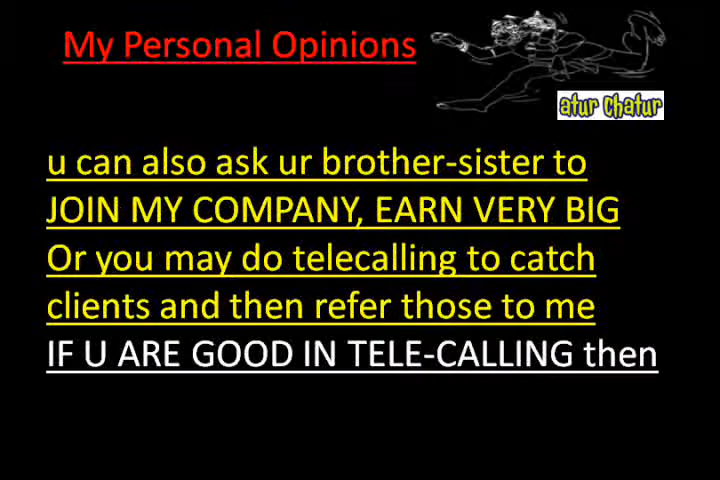 My Personal Opinions
atur chatur
u can also ask ur brother-sister to
JOIN MY COMPANY, EARN VERY BIG
Or you may do telecalling to catch
clients and then refer those to me
IF U ARE GOOD IN TELE-CALLING then